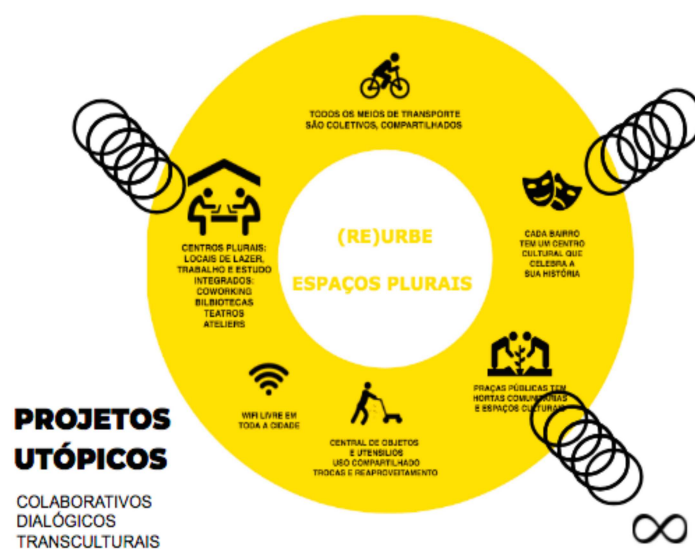 TODOS OS MEIOS DE TRANSPORTE
SÃO COLETIVOS, COMPARTILHADOS
(RE)URBE
ESPAÇOS PLURAIS
CADA BAIRRO
TEM UM CENTRO
CULTURAL QUE
CELEBRA A
SUA HISTÓRIA
CENTROS PLURAIS:
LOCAIS DE LAZER,
TRABALHO E ESTUDO
INTEGRADOS:
COWORKING
BILBIOTECAS
TEATROS
ATELIERS
PRAÇAS PÚBLICAS TEM
HORTAS COMUNITÁRIAS
E ESPAÇOS CULTURAIS
WIFI LIVRE EM
TODA A CIDADE
CENTRAL DE OBJETOS
E UTENSILIOS
USO COMPARTILHADO
TROCAS E REAPROVEITAMENTO
PROJETOS
UTÓPICOS
COLABORATIVOS
DIALÓGICOS
TRANSCULTURAIS